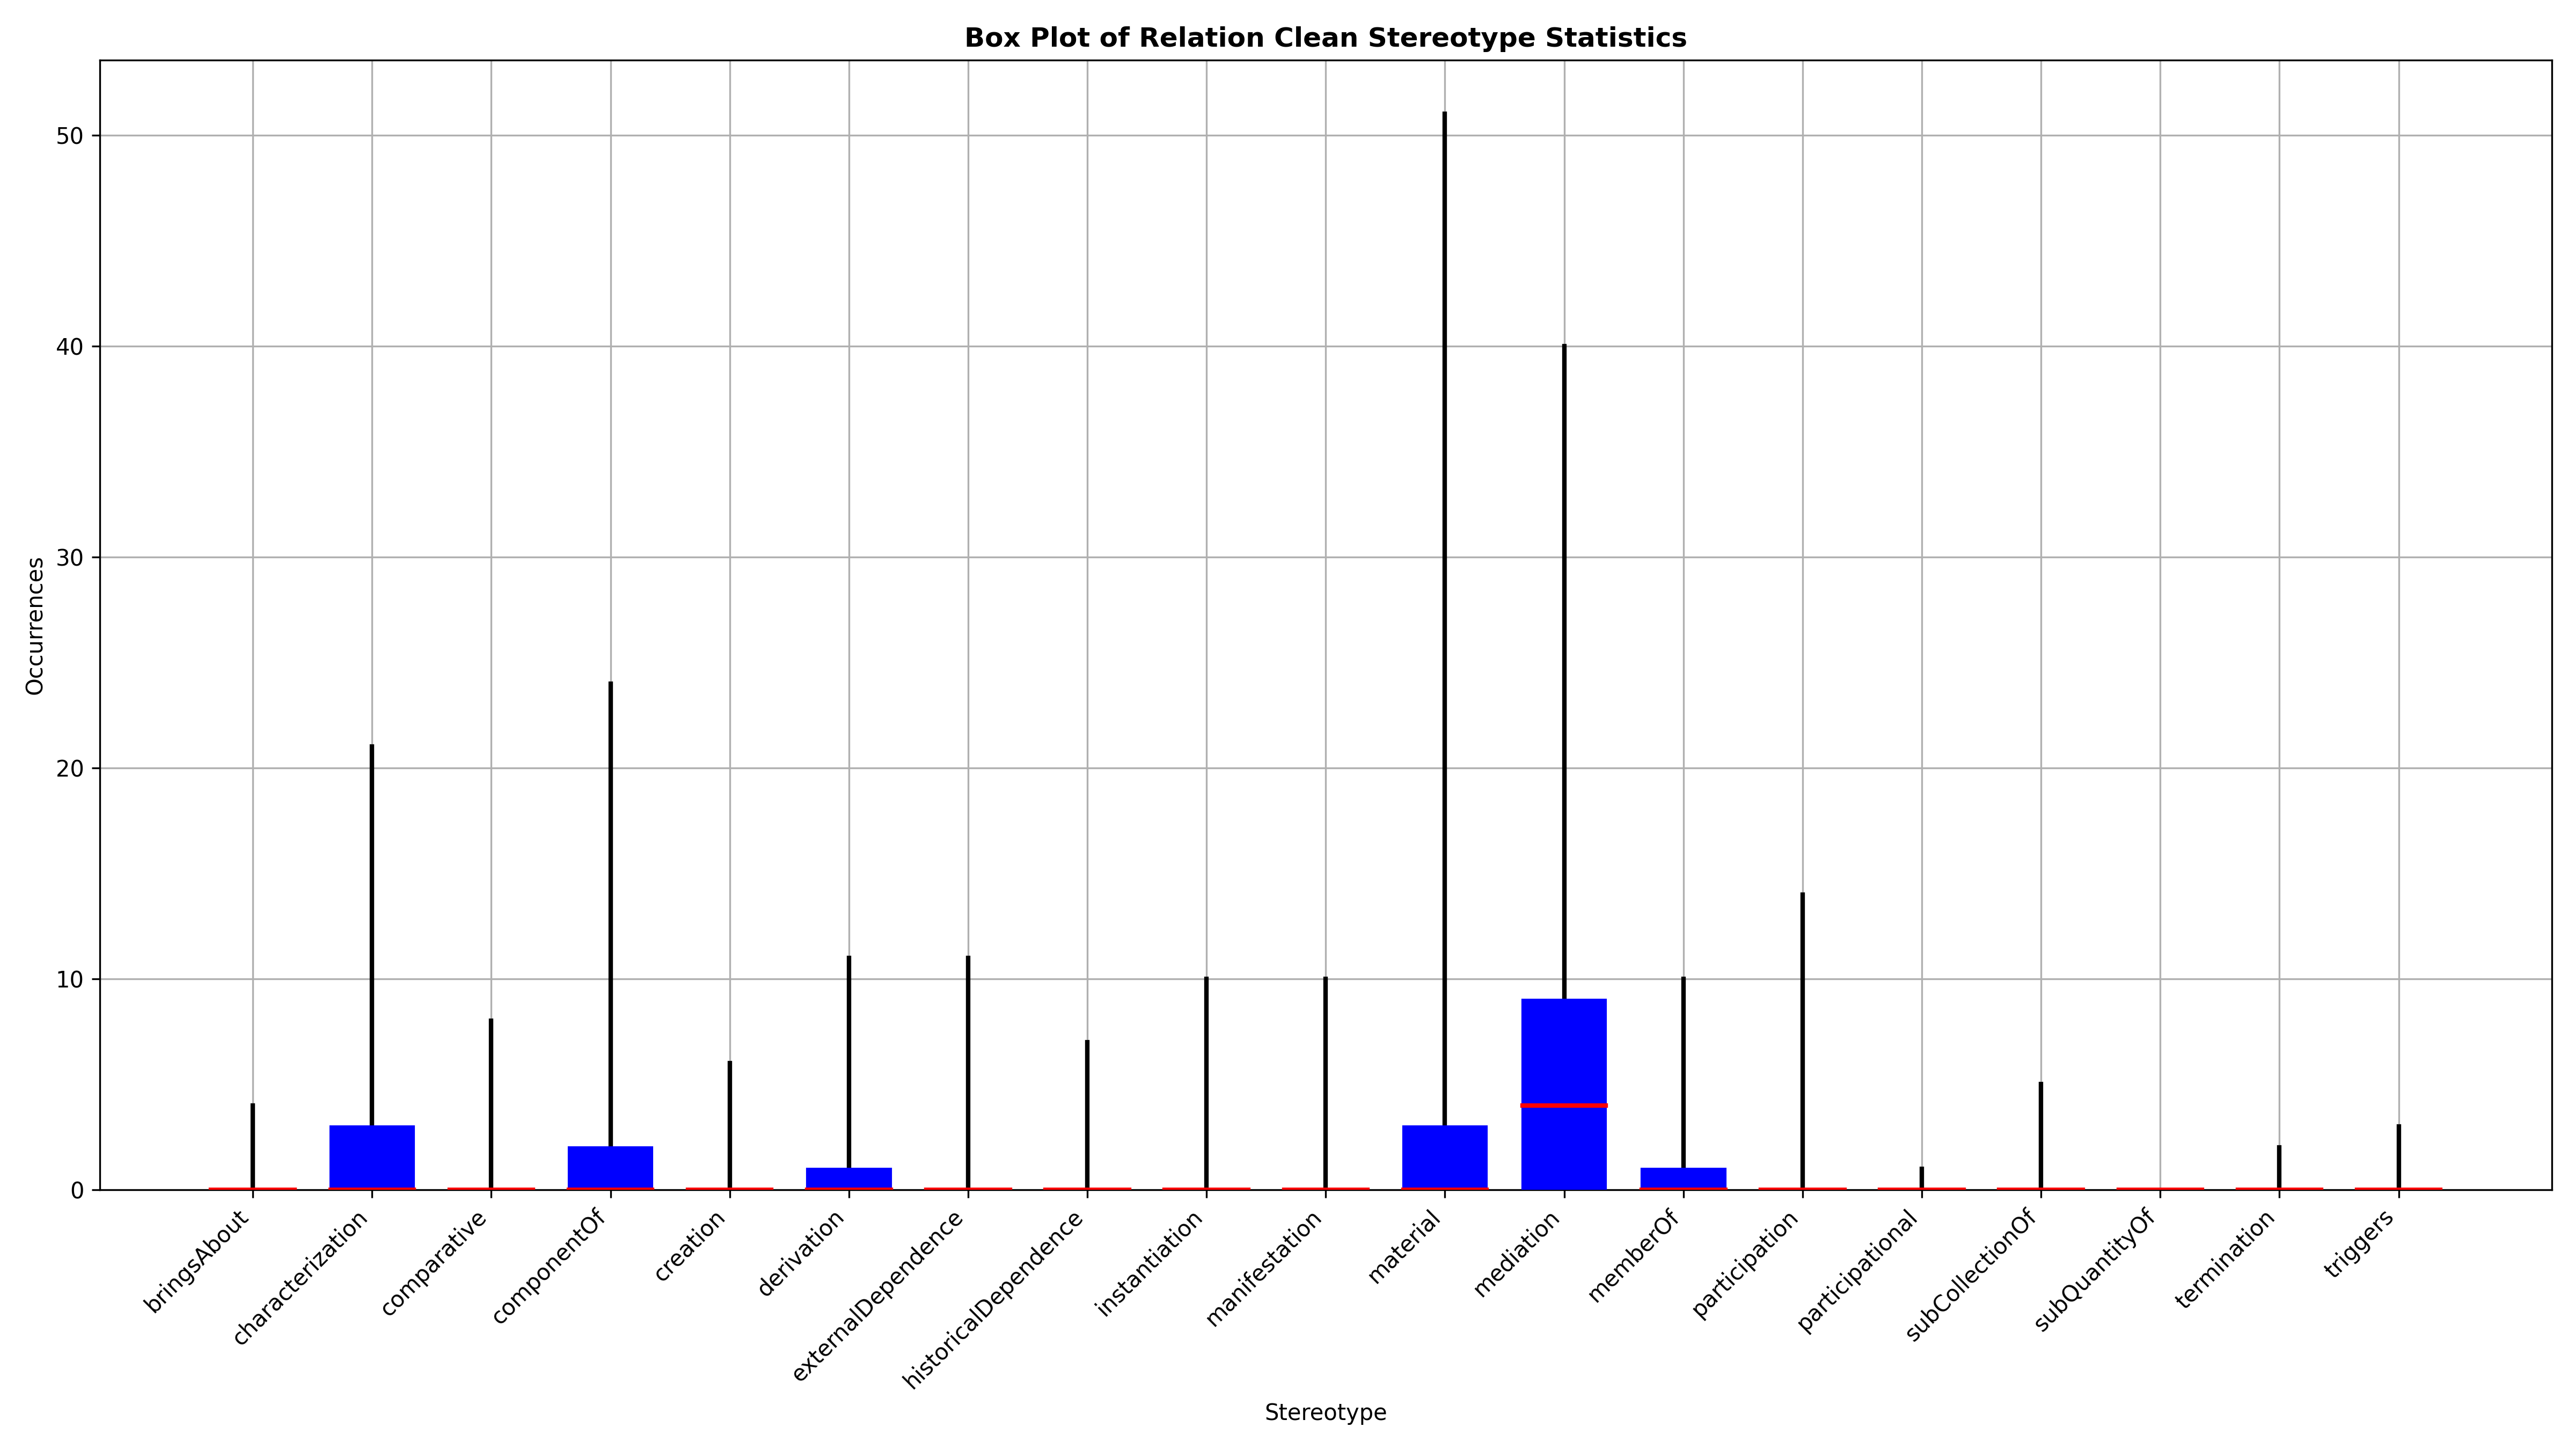 Box Plot of Relation Clean Stereotype Statistics
Occurrences
50
40
30
20
10
0
bringsAbout
characterization
comparative
componentOf
creation
derivation
externalDependence
historicalDependence
instantiation
manifestation
material
mediation
memberOf
participation
participational
subCollectionOf
subQuantityOf
termination
triggers
Stereotype